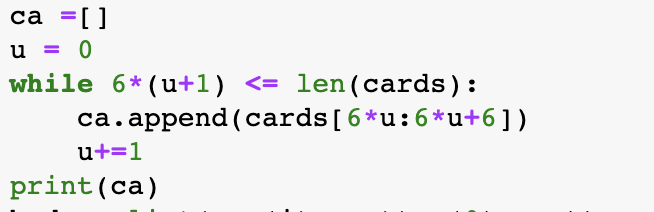 ca =[]
u = 0
while 6*(u+1) <= len(cards):
    ca.append(cards[6*u:6*u+6])
    u+=1
print(ca)